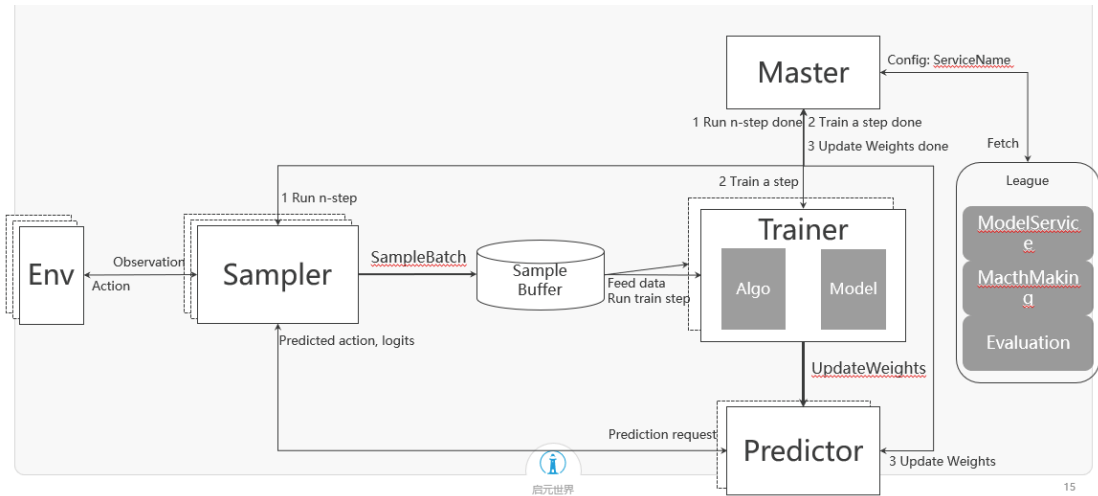 Master
Config: ServiceName
1 Run n-step done
2 Train a step done
3 Update Weights done
Fetch
League
ModelServic
e
MacthMakin
g
Evaluation
1 Run n-step
2 Train a step
Env
Observation
Action
Sampler
SampleBatch
Sample
Buffer
Feed data
Run train step
Trainer
Algo
Model
Predicted action, logits
UpdateWeights
Prediction request
Predictor
3 Update Weights
启元世界
15